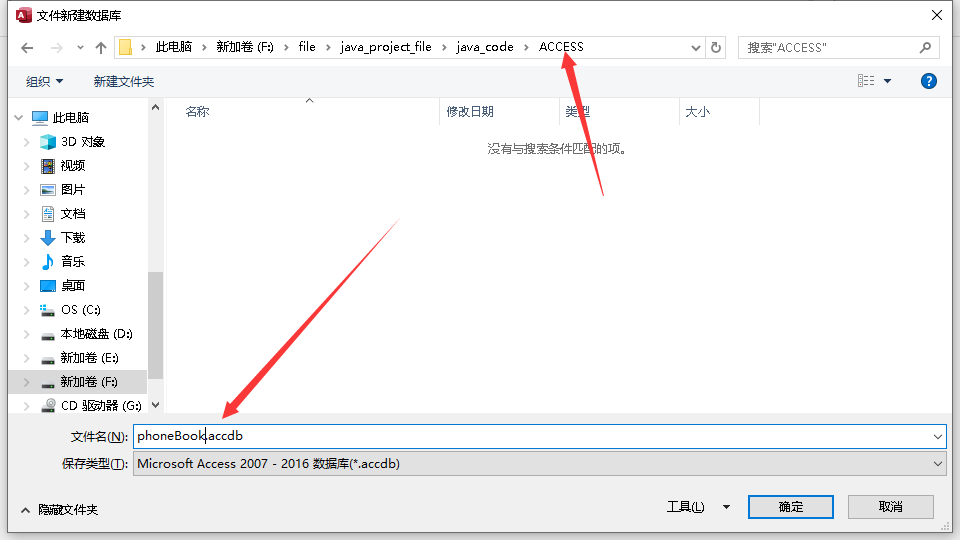 文件新建数据库
此电脑 > 新加卷 (F:) > file > java_project_file > java_code > ACCESS
搜索"ACCESS"
组织 新建文件夹
名称 修改日期 类型 大小
没有与搜索条件匹配的项。
此电脑
3D 对象
视频
图片
文档
下载
音乐
桌面
OS (C:)
本地磁盘 (D:)
新加卷 (E:)
新加卷 (F:)
CD 驱动器 (G:)
文件名(N): phoneBook.accdb
保存类型(T): Microsoft Access 2007 - 2016 数据库(*.accdb)
隐藏文件夹
工具(L) 确定 取消